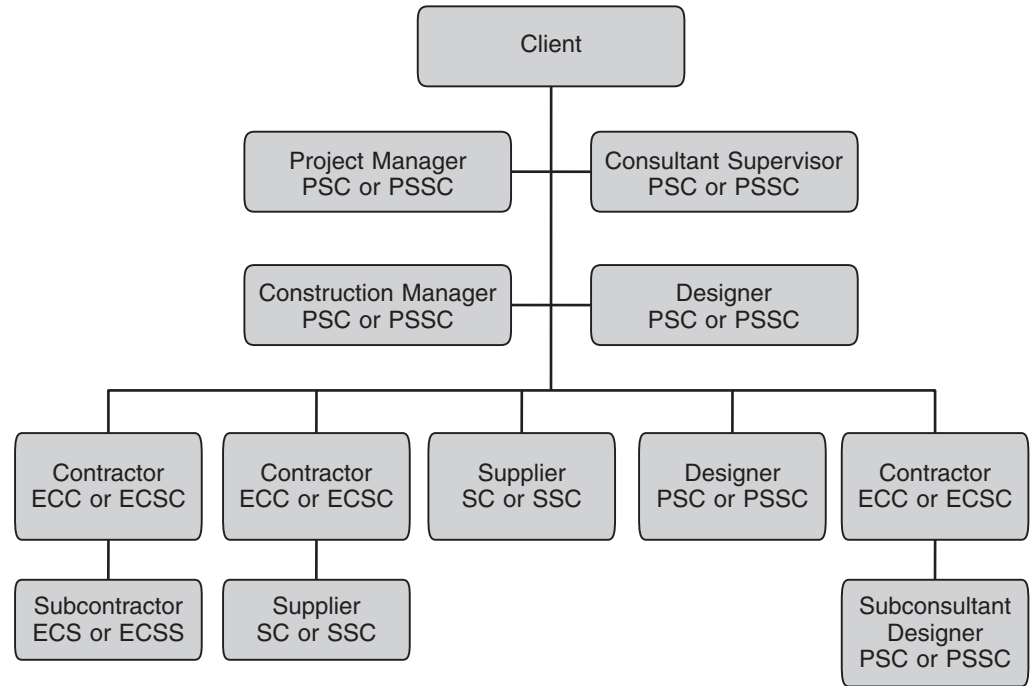 Client
Project Manager
PSC or PSSC
Consultant Supervisor
PSC or PSSC
Construction Manager
PSC or PSSC
Designer
PSC or PSSC
Contractor
ECC or ECSC
Contractor
ECC or ECSC
Supplier
SC or SSC
Designer
PSC or PSSC
Contractor
ECC or ECSC
Subcontractor
ECS or ECSS
Supplier
SC or SSC
Subconsultant
Designer
PSC or PSSC